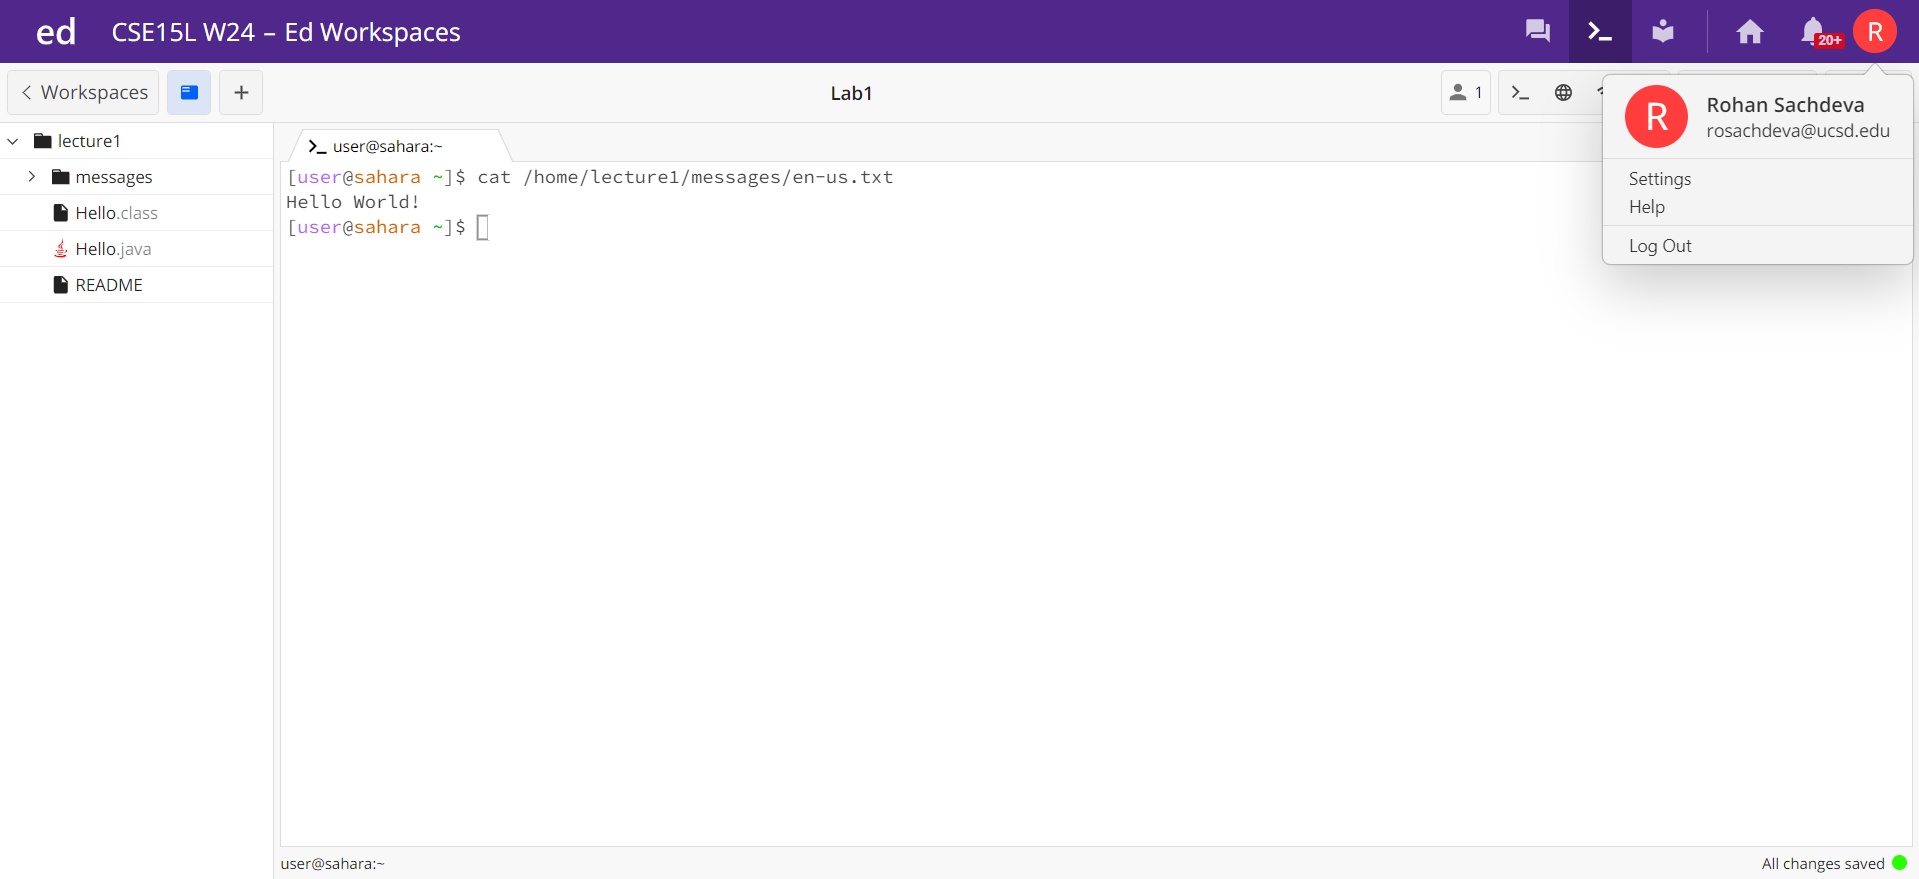 ed CSE15L W24 – Ed Workspaces 20+ R
Workspaces + Lab1 1
R Rohan Sachdeva
rosachdeva@ucsd.edu
Settings
Help
Log Out
lecture1
messages
Hello.class
Hello.java
README
user@sahara:~
[user@sahara ~]$ cat /home/lecture1/messages/en-us.txt
Hello World!
[user@sahara ~]$
user@sahara:~ All changes saved